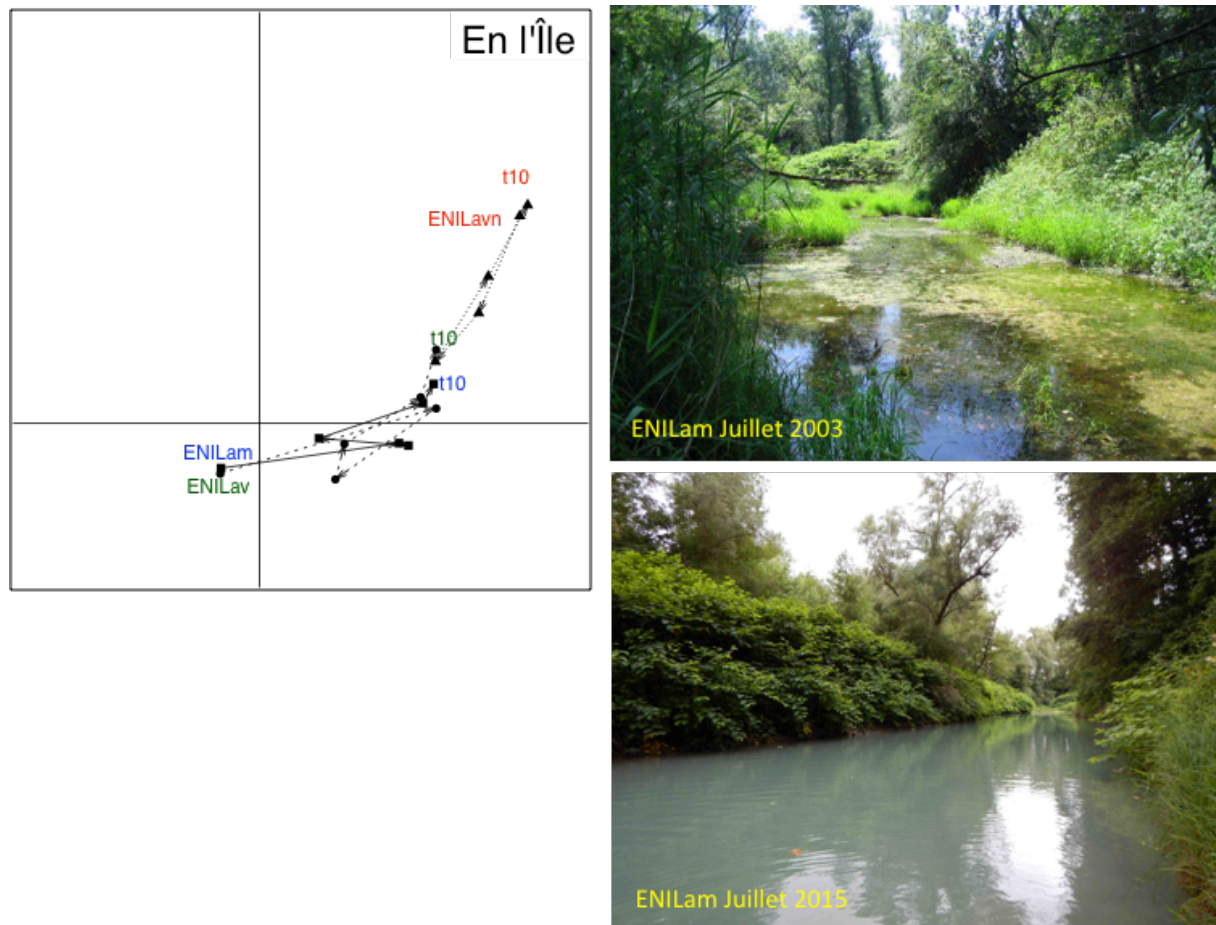 En l'Île
t10
ENILavn
t10
t10
ENILam
ENILav
ENILam Juillet 2003
ENILam Juillet 2015